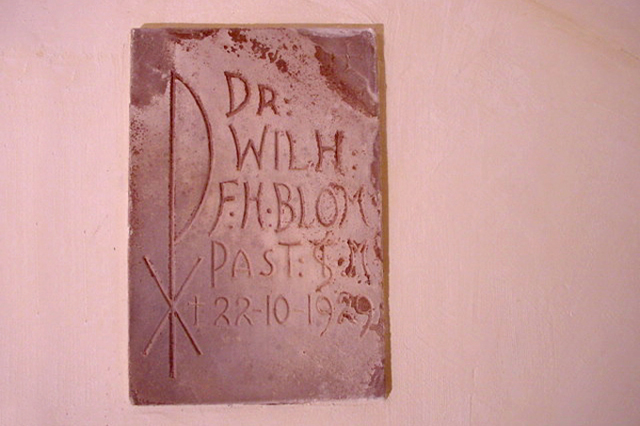 DR:
WILH:
F:H:BLOM
PAST: S·M
† 22-10-1929